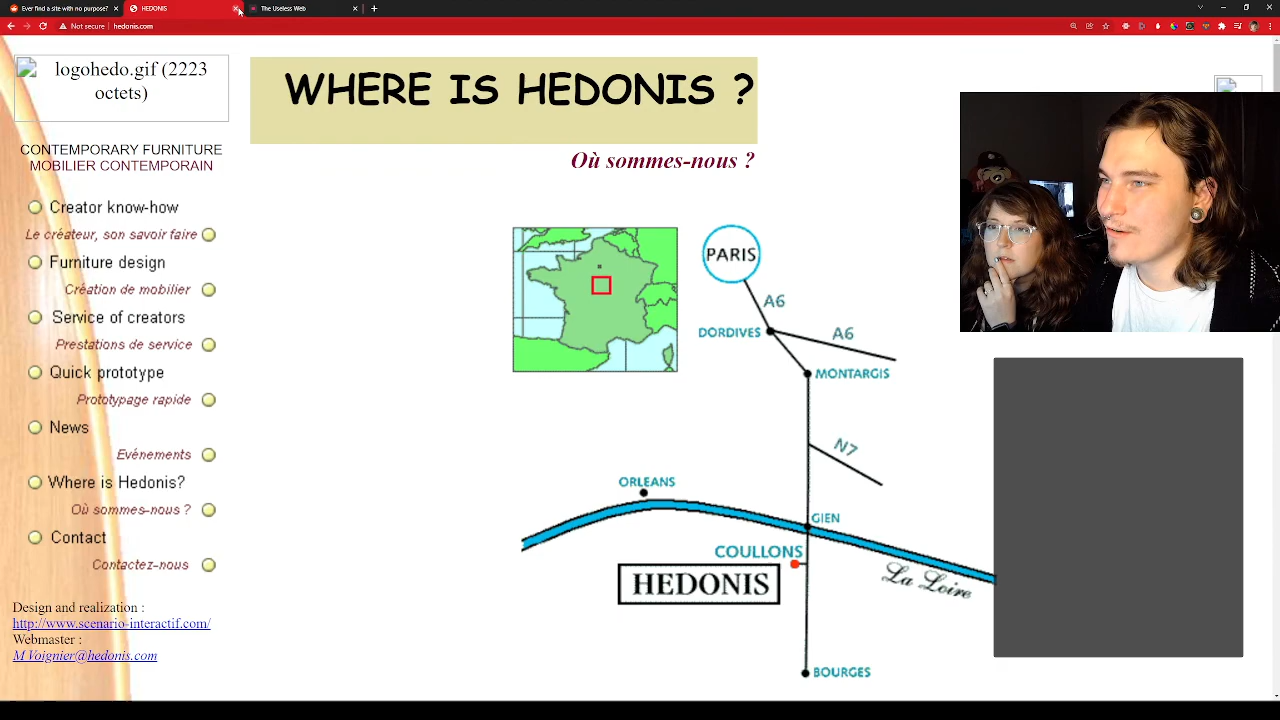 Ever find a site with no purpose?
HEDONIS
The Useless Web
Not secure | hedonis.com
logohedo.gif (2223
octets)
WHERE IS HEDONIS ?
Où sommes-nous ?
CONTEMPORARY FURNITURE
MOBILIER CONTEMPORAIN
Creator know-how
Le créateur, son savoir faire
Furniture design
Création de mobilier
Service of creators
Prestations de service
Quick prototype
Prototypage rapide
News
Evénements
Where is Hedonis?
Où sommes-nous ?
Contact
Contactez-nous
Design and realization :
http://www.scenario-interactif.com/
Webmaster :
M Voignier@hedonis.com
PARIS
A6
DORDIVES
A6
MONTARGIS
N7
ORLEANS
GIEN
COULLONS
HEDONIS
La Loire
BOURGES